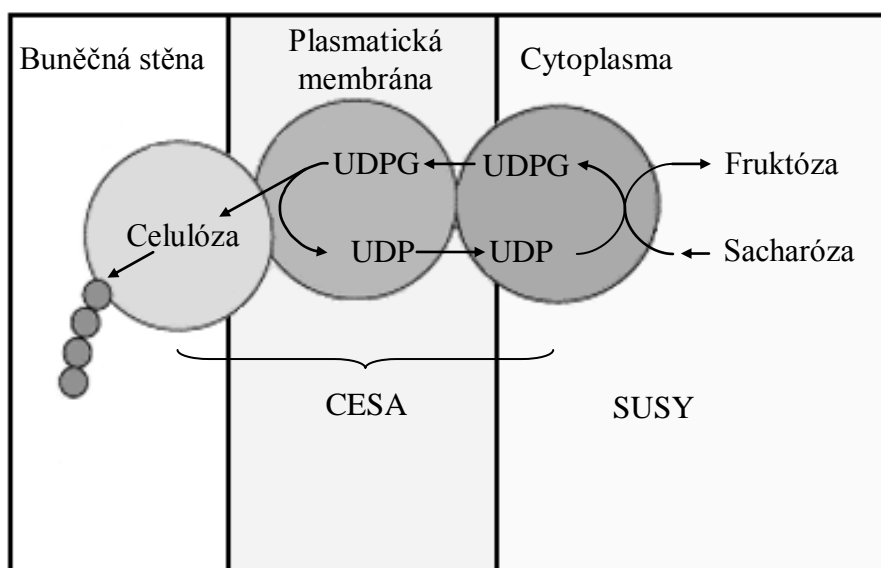 Buněčná stěna
Plasmatická
membrána
Cytoplasma
UDPG
UDPG
Fruktóza
Celulóza
UDP
UDP
Sacharóza
CESA
SUSY